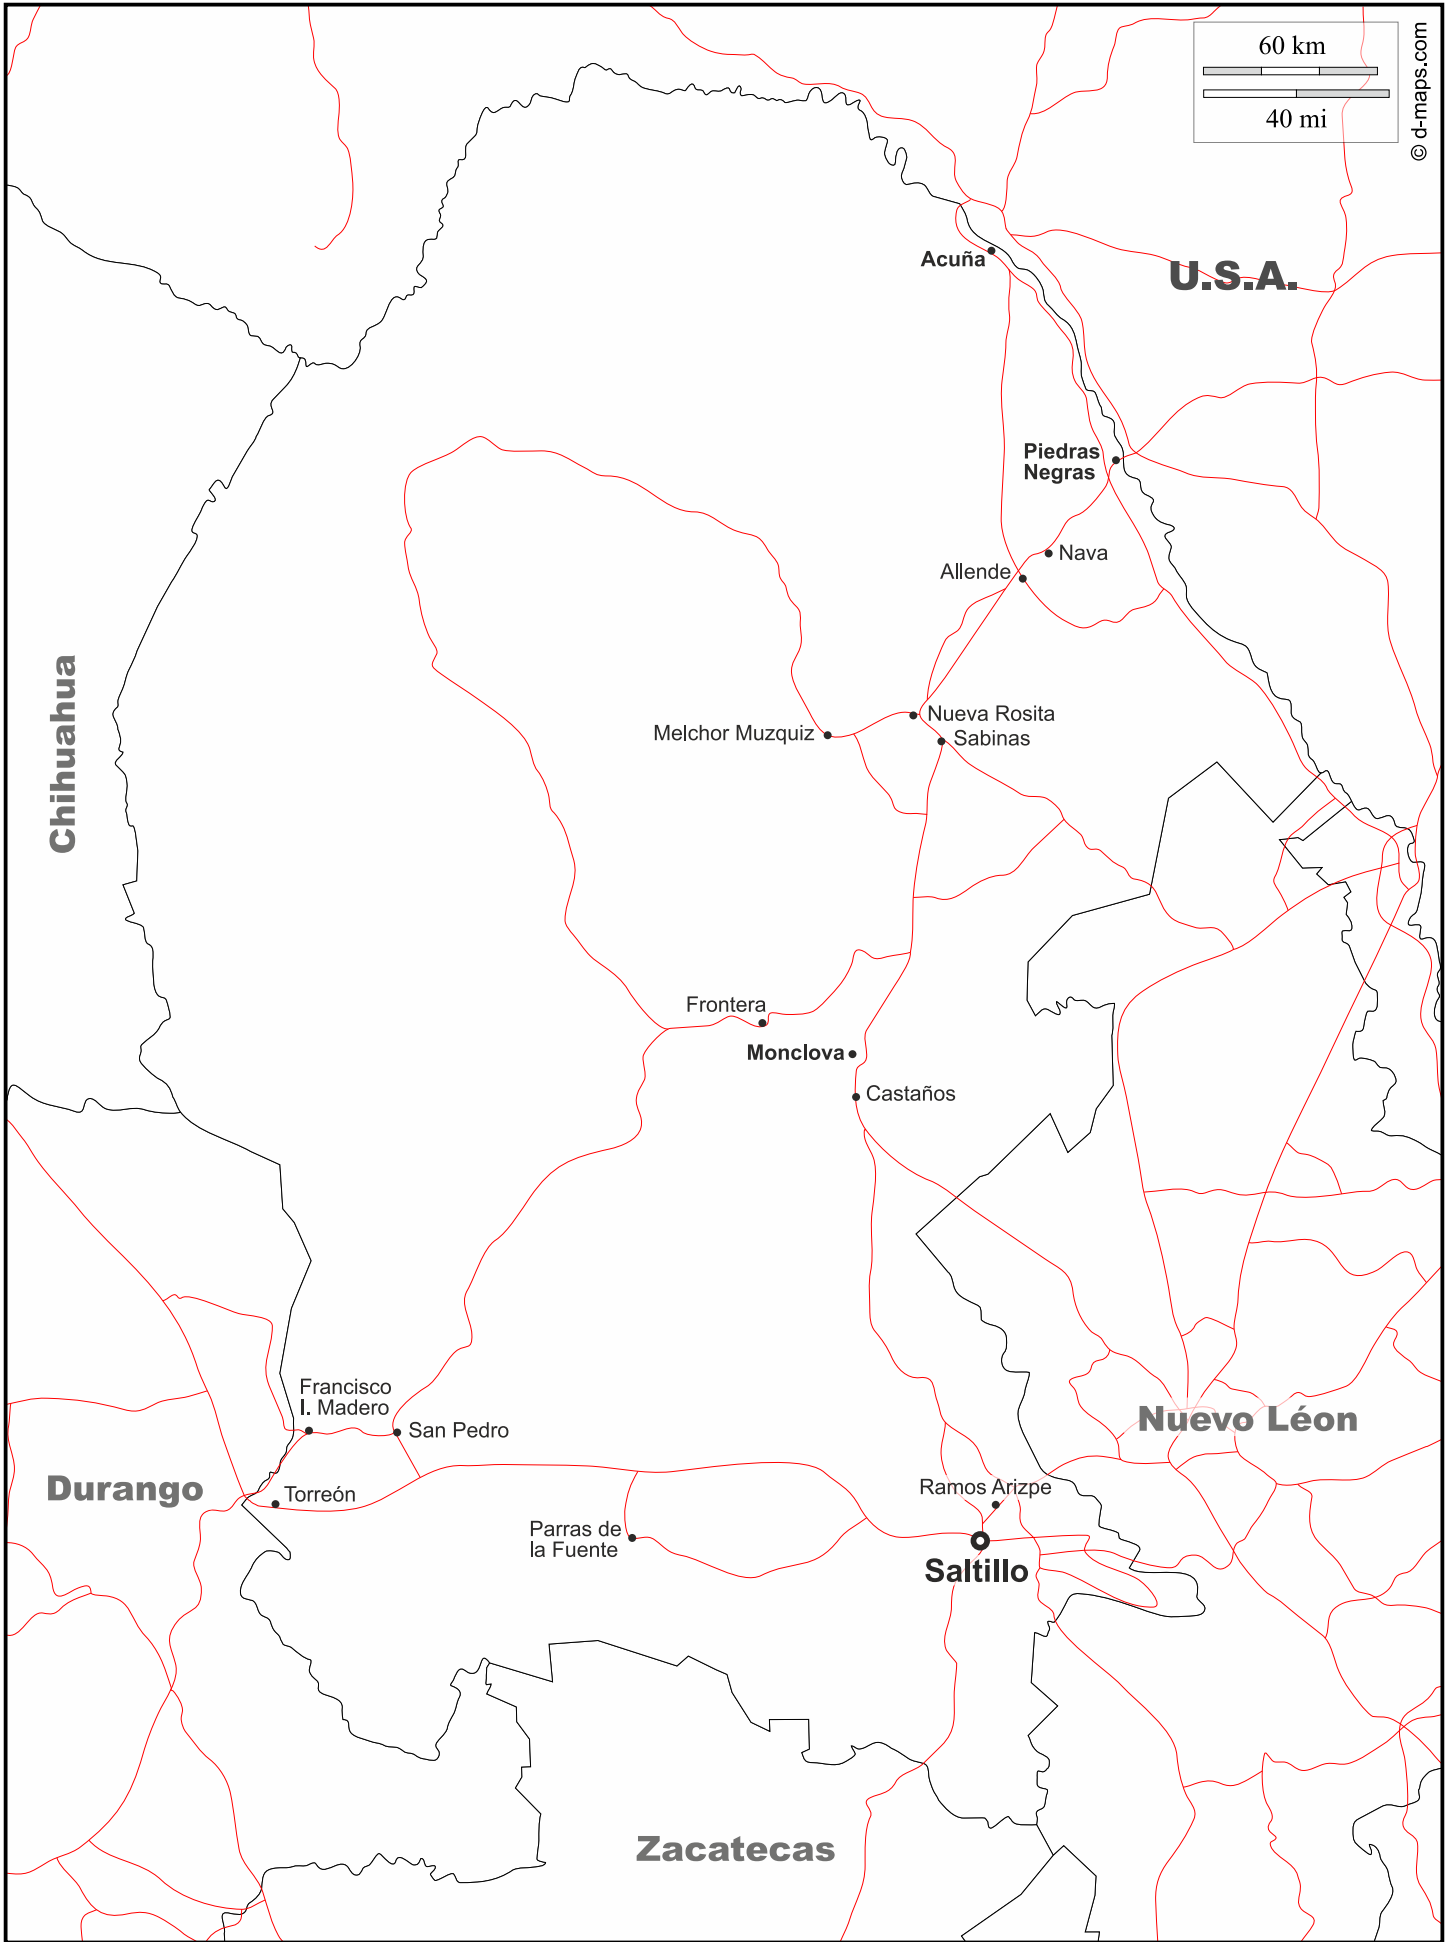 60 km
40 mi
© d-maps.com
Acuña
U.S.A.
Piedras
Negras
Nava
Allende
Chihuahua
Nueva Rosita
Melchor Muzquiz
Sabinas
Frontera
Monclova
Castaños
Francisco
I. Madero
San Pedro
Nuevo Léon
Durango
Torreón
Ramos Arizpe
Parras de
la Fuente
Saltillo
Zacatecas